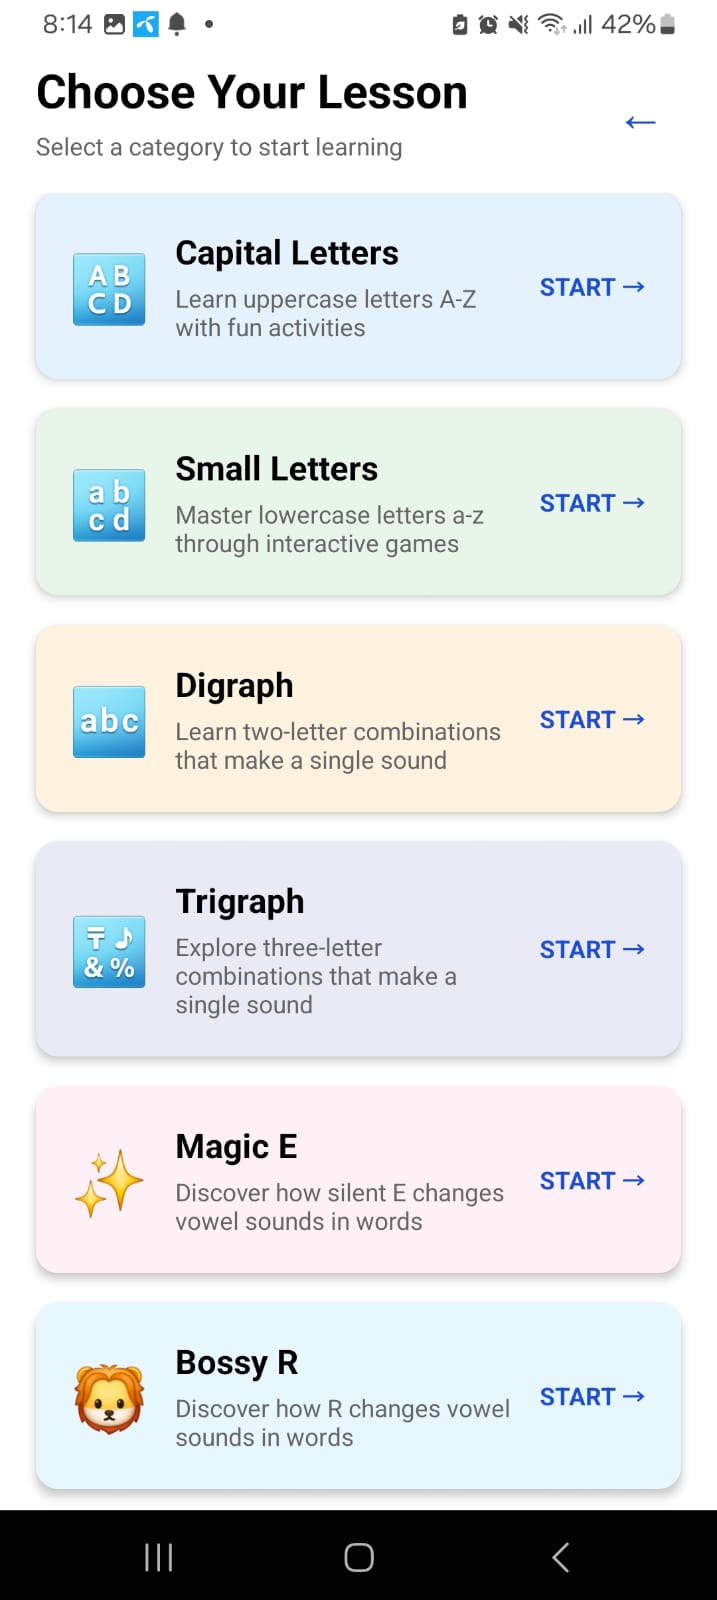 8:14
42%
Choose Your Lesson
←
Select a category to start learning
AB
CD
Capital Letters
Learn uppercase letters A-Z
with fun activities
START →
ab
cd
Small Letters
Master lowercase letters a-z
through interactive games
START →
abc
Digraph
Learn two-letter combinations
that make a single sound
START →
〒♪
&%
Trigraph
Explore three-letter
combinations that make a
single sound
START →
Magic E
Discover how silent E changes
vowel sounds in words
START →
Bossy R
Discover how R changes vowel
sounds in words
START →